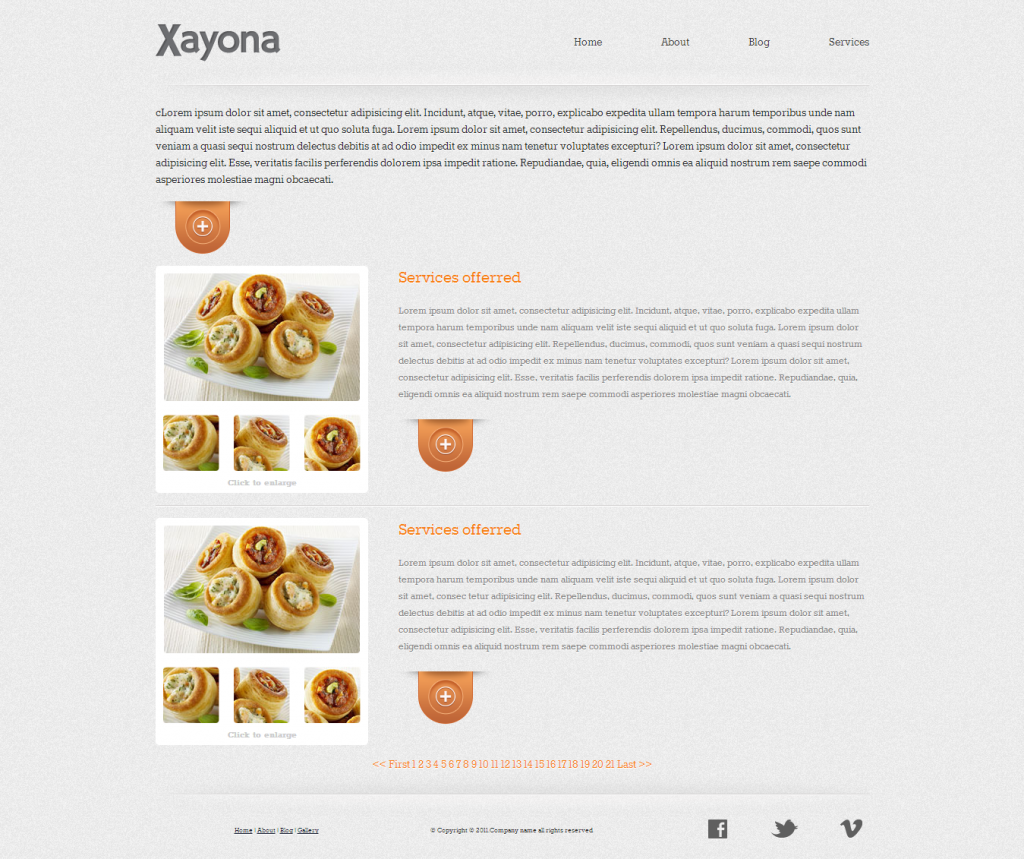 Xayona
Home About Blog Services
cLorem ipsum dolor sit amet, consectetur adipisicing elit. Incidunt, atque, vitae, porro, explicabo expedita ullam tempora harum temporibus unde nam
aliquam velit iste sequi aliquid et ut quo soluta fuga. Lorem ipsum dolor sit amet, consectetur adipisicing elit. Repellendus, ducimus, commodi, quos sunt
veniam a quasi sequi nostrum delectus debitis at ad odio impedit ex minus nam tenetur voluptates excepturi? Lorem ipsum dolor sit amet, consectetur
adipisicing elit. Esse, veritatis facilis perferendis dolorem ipsa impedit ratione. Repudiandae, quia, eligendi omnis ea aliquid nostrum rem saepe commodi
asperiores molestiae magni obcaecati.
Services offerred
Lorem ipsum dolor sit amet, consectetur adipisicing elit. Incidunt, atque, vitae, porro, explicabo expedita ullam
tempora harum temporibus unde nam aliquam velit iste sequi aliquid et ut quo soluta fuga. Lorem ipsum dolor
sit amet, consectetur adipisicing elit. Repellendus, ducimus, commodi, quos sunt veniam a quasi sequi nostrum
delectus debitis at ad odio impedit ex minus nam tenetur voluptates excepturi? Lorem ipsum dolor sit amet,
consectetur adipisicing elit. Esse, veritatis facilis perferendis dolorem ipsa impedit ratione. Repudiandae, quia,
eligendi omnis ea aliquid nostrum rem saepe commodi asperiores molestiae magni obcaecati.
Click to enlarge
Services offerred
Lorem ipsum dolor sit amet, consectetur adipisicing elit. Incidunt, atque, vitae, porro, explicabo expedita ullam
tempora harum temporibus unde nam aliquam velit iste sequi aliquid et ut quo soluta fuga. Lorem ipsum dolor
sit amet, consec tetur adipisicing elit. Repellendus, ducimus, commodi, quos sunt veniam a quasi sequi nostrum
delectus debitis at ad odio impedit ex minus nam tenetur voluptates excepturi? Lorem ipsum dolor sit amet,
consectetur adipisicing elit. Esse, veritatis facilis perferendis dolorem ipsa impedit ratione. Repudiandae, quia,
eligendi omnis ea aliquid nostrum rem saepe commodi asperiores molestiae magni obcaecati.
Click to enlarge
<< First 1 2 3 4 5 6 7 8 9 10 11 12 13 14 15 16 17 18 19 20 21 Last >>
Home | About | Blog | Gallery
© Copyright © 2011.Company name all rights reserved.